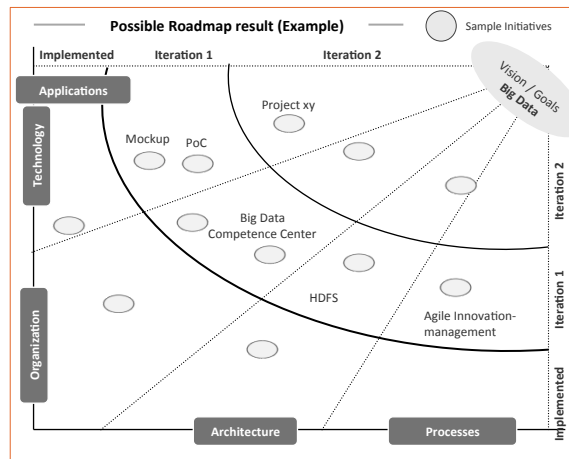 Possible Roadmap result (Example)
Sample Initiatives
Implemented
Iteration 1
Iteration 2
Vision / Goals
Big Data
Applications
Technology
Mockup
PoC
Project xy
Big Data
Competence Center
HDFS
Agile Innovation-
management
Organization
Iteration 2
Iteration 1
Implemented
Architecture
Processes